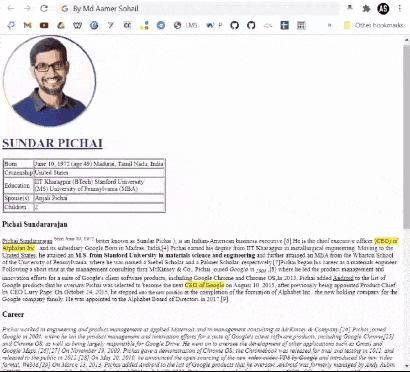 G By Md Aamer Sohail
AS
LMS
P
Other bookmarks
SUNDAR PICHAI
Born June 10, 1972 (age 49) Madurai, Tamil Nadu, India
Citizenship United States
Education IIT Kharagpur (BTech) Stanford University
(MS) University of Pennsylvania (MBA)
Spouse(s) Anjali Pichai
Children 2
Pichai Sundararajan
Pichai Sundararajan better known as Sundar Pichai ), is an Indian-American business executive [6] He is the chief executive officer (CEO) of
Alphabet Inc. and its subsidiary Google Born in Madurai, India,[4] Pichai earned his degree from IIT Kharagpur in metallurgical engineering. Moving to the
United States, he attained an M.S. from Stanford University in materials science and engineering and further attained an MBA from the Wharton School
of the University of Pennsylvania, where he was named a Siebel Scholar and a Palmer Scholar, respectively.[7] Pichai began his career as a materials engineer.
Following a short stint at the management consulting firm McKinsey & Co., Pichai joined Google in 2004 ,[8] where he led the product management and
innovation efforts for a suite of Google's client software products, including Google Chrome and Chrome OS. In 2013, Pichai added Android to the list of
Google products that he oversaw. Pichai was selected to become the next CEO of Google on August 10, 2015, after previously being appointed Product Chief
by CEO Larry Page. On October 24, 2015, he stepped into the new position at the completion of the formation of Alphabet Inc., the new holding company for the
Google company family. He was appointed to the Alphabet Board of Directors in 2017.[9]
Career
Pichai worked in engineering and product management at Applied Materials and in management consulting at McKinsey & Company.[24] Pichai joined
Google in 2004, where he led the product management and innovation efforts for a suite of Google's client software products, including Google Chrome[25]
and Chrome OS, as well as being largely responsible for Google Drive. He went on to oversee the development of other applications such as Gmail and
Google Maps.[26][27] On November 19, 2009, Pichai gave a demonstration of Chrome OS; the Chromebook was released for trial and testing in 2011, and
released to the public in 2012.[28] On May 20, 2010, he announced the open-sourcing of the new video codec VP8 by Google and introduced the new video
format, WebM.[29] On March 13, 2013, Pichai added Android to the list of Google products that he oversaw. Android was formerly managed by Andy Rubin